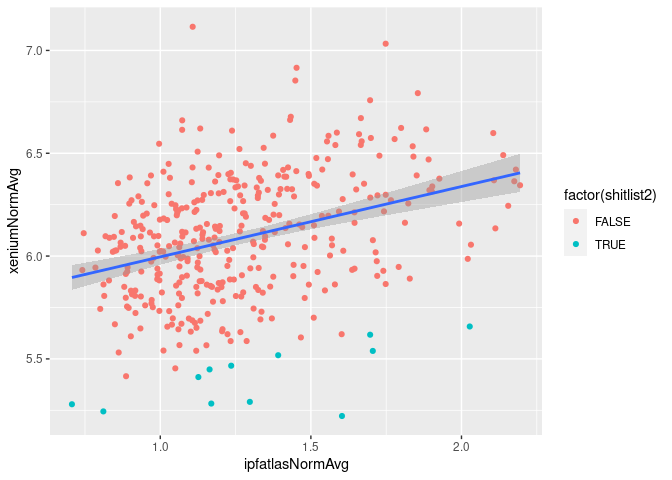 7.0
6.5
6.0
5.5
xeniumNormAvg
1.0
1.5
2.0
ipfatlasNormAvg
factor(shitlist2)
FALSE
TRUE